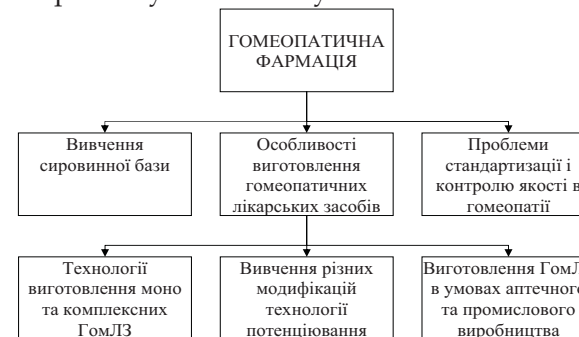 ГОМЕОПАТИЧНА
ФАРМАЦІЯ
Вивчення
сировинної бази
Особливості
виготовлення
гомеопатичних
лікарських засобів
Проблеми
стандартизації і
контролю якості в
гомеопатії
Технології
виготовлення моно
та комплексних
ГомЛЗ
Вивчення різних
модифікацій
технології
потенціювання
Виготовлення
в умовах аптечного
та промислового
виробництва